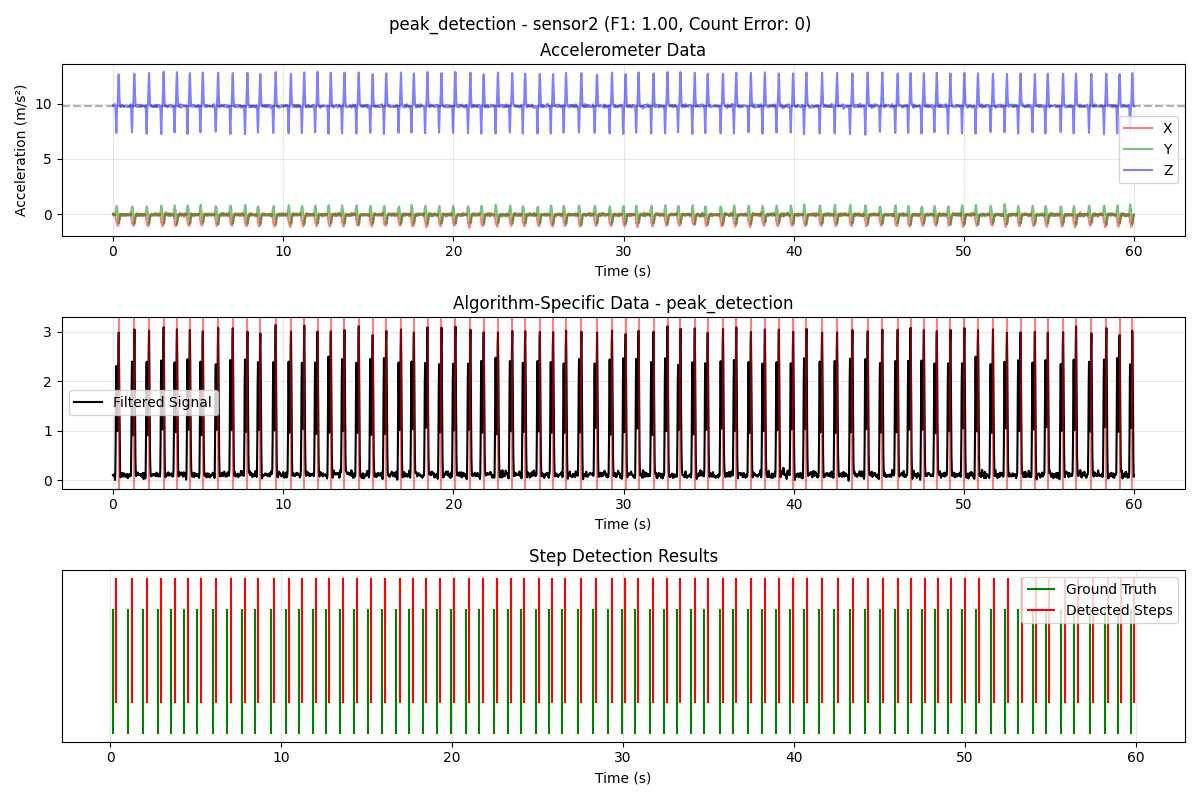 peak_detection - sensor2 (F1: 1.00, Count Error: 0)
Accelerometer Data
Acceleration (m/s²)
10
5
0
X
Y
Z
0 10 20 30 40 50 60
Time (s)
Algorithm-Specific Data - peak_detection
3
2
1
0
Filtered Signal
0 10 20 30 40 50 60
Time (s)
Step Detection Results
Ground Truth
Detected Steps
0 10 20 30 40 50 60
Time (s)